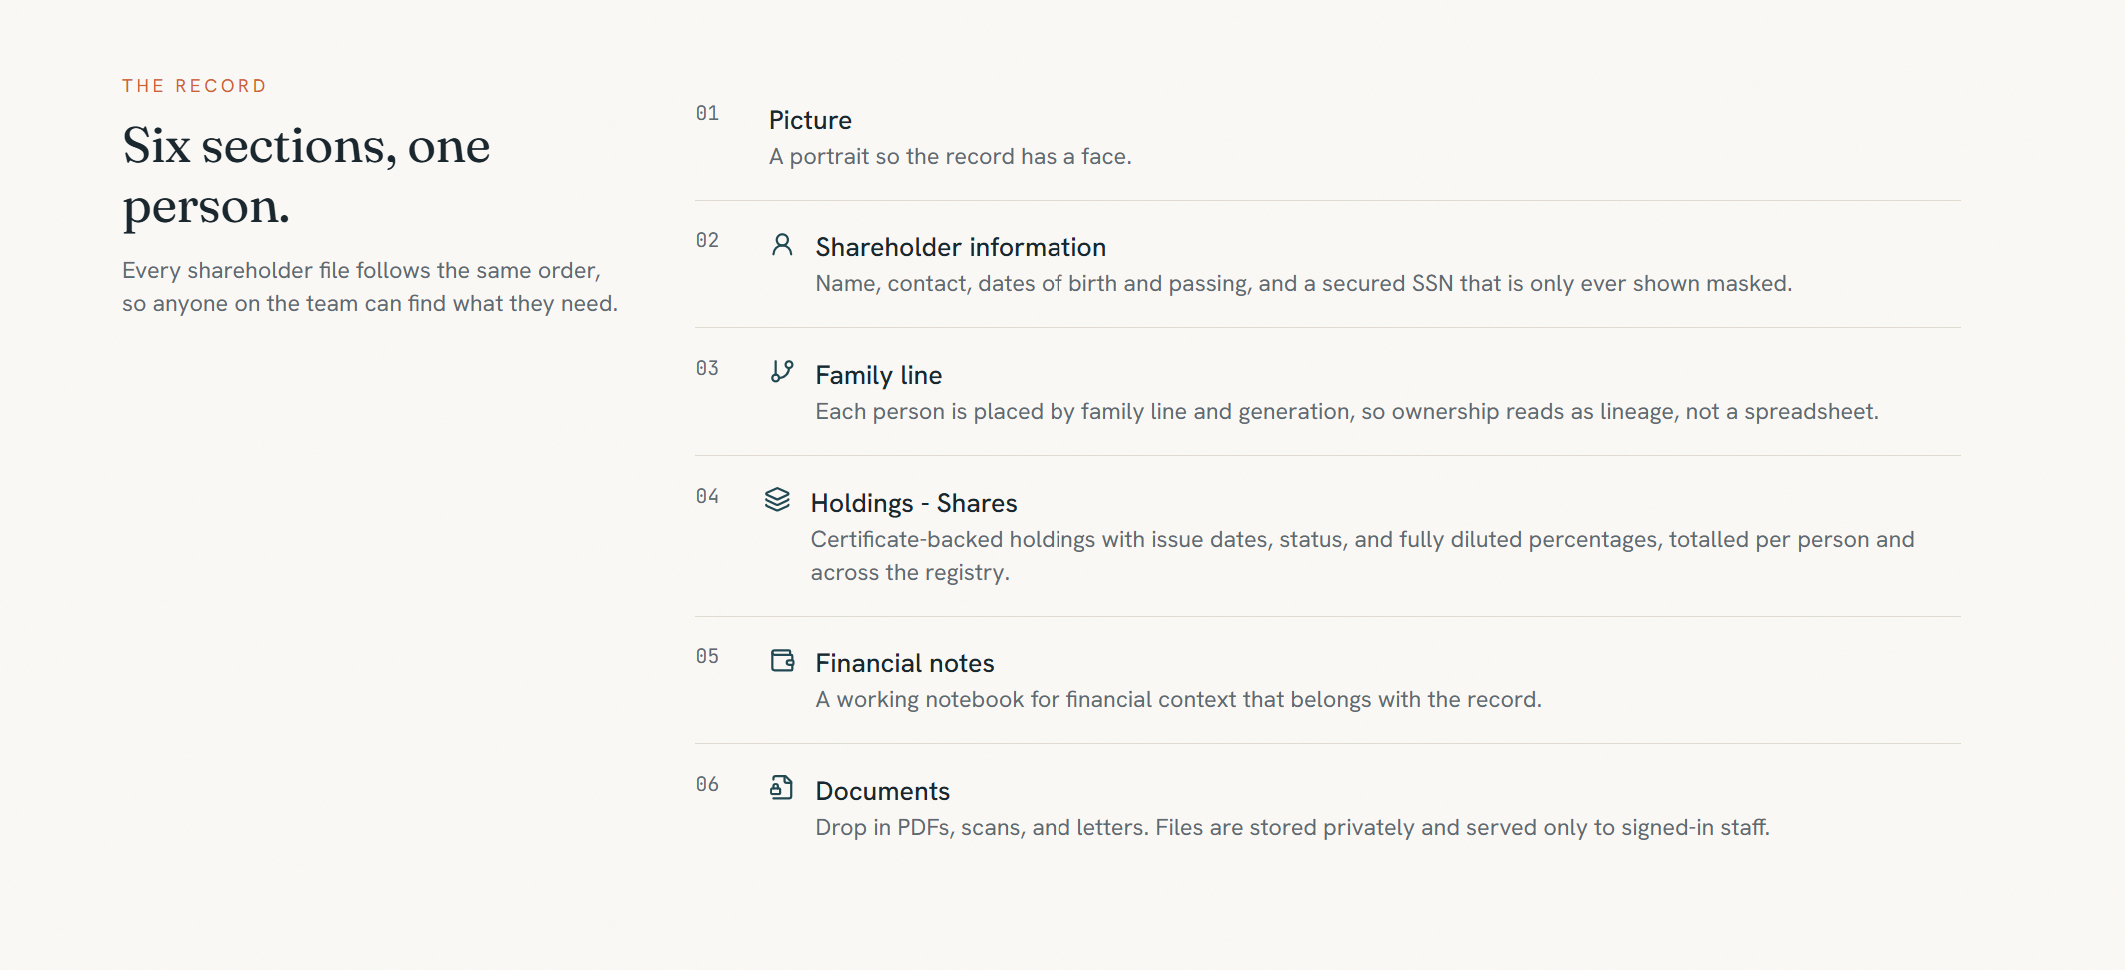 THE RECORD
Six sections, one
person.
Every shareholder file follows the same order,
so anyone on the team can find what they need.
01
Picture
A portrait so the record has a face.
02
Shareholder information
Name, contact, dates of birth and passing, and a secured SSN that is only ever shown masked.
03
Family line
Each person is placed by family line and generation, so ownership reads as lineage, not a spreadsheet.
04
Holdings - Shares
Certificate-backed holdings with issue dates, status, and fully diluted percentages, totalled per person and
across the registry.
05
Financial notes
A working notebook for financial context that belongs with the record.
06
Documents
Drop in PDFs, scans, and letters. Files are stored privately and served only to signed-in staff.